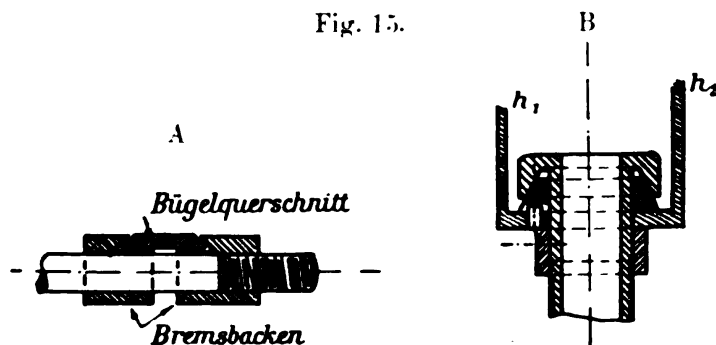 Fig. 15.
A
Bügelquerschnitt
Bremsbacken
B
h₁
h₂